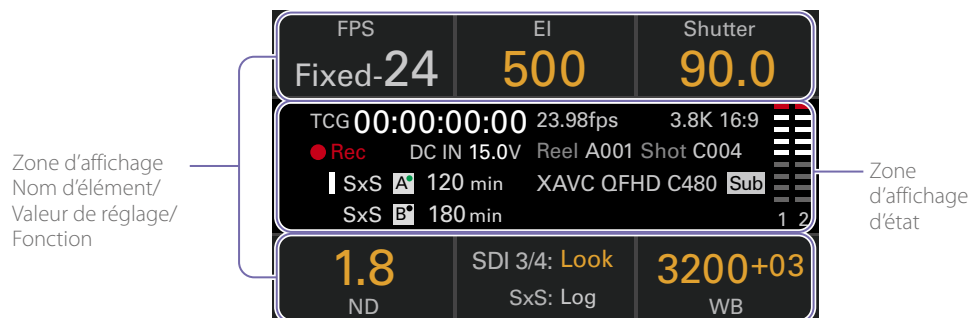 FPS EI Shutter
Fixed-24 500 90.0
TCG 00:00:00:00 23.98fps 3.8K 16:9
Rec DC IN 15.0V Reel A001 Shot C004
SxS A 120 min XAVC QFHD C480 Sub
SxS B 180 min 1 2
1.8 SDI 3/4: Look 3200+03
ND SxS: Log WB
Zone d'affichage
Nom d'élément/
Valeur de réglage/
Fonction
Zone
d'affichage
d'état